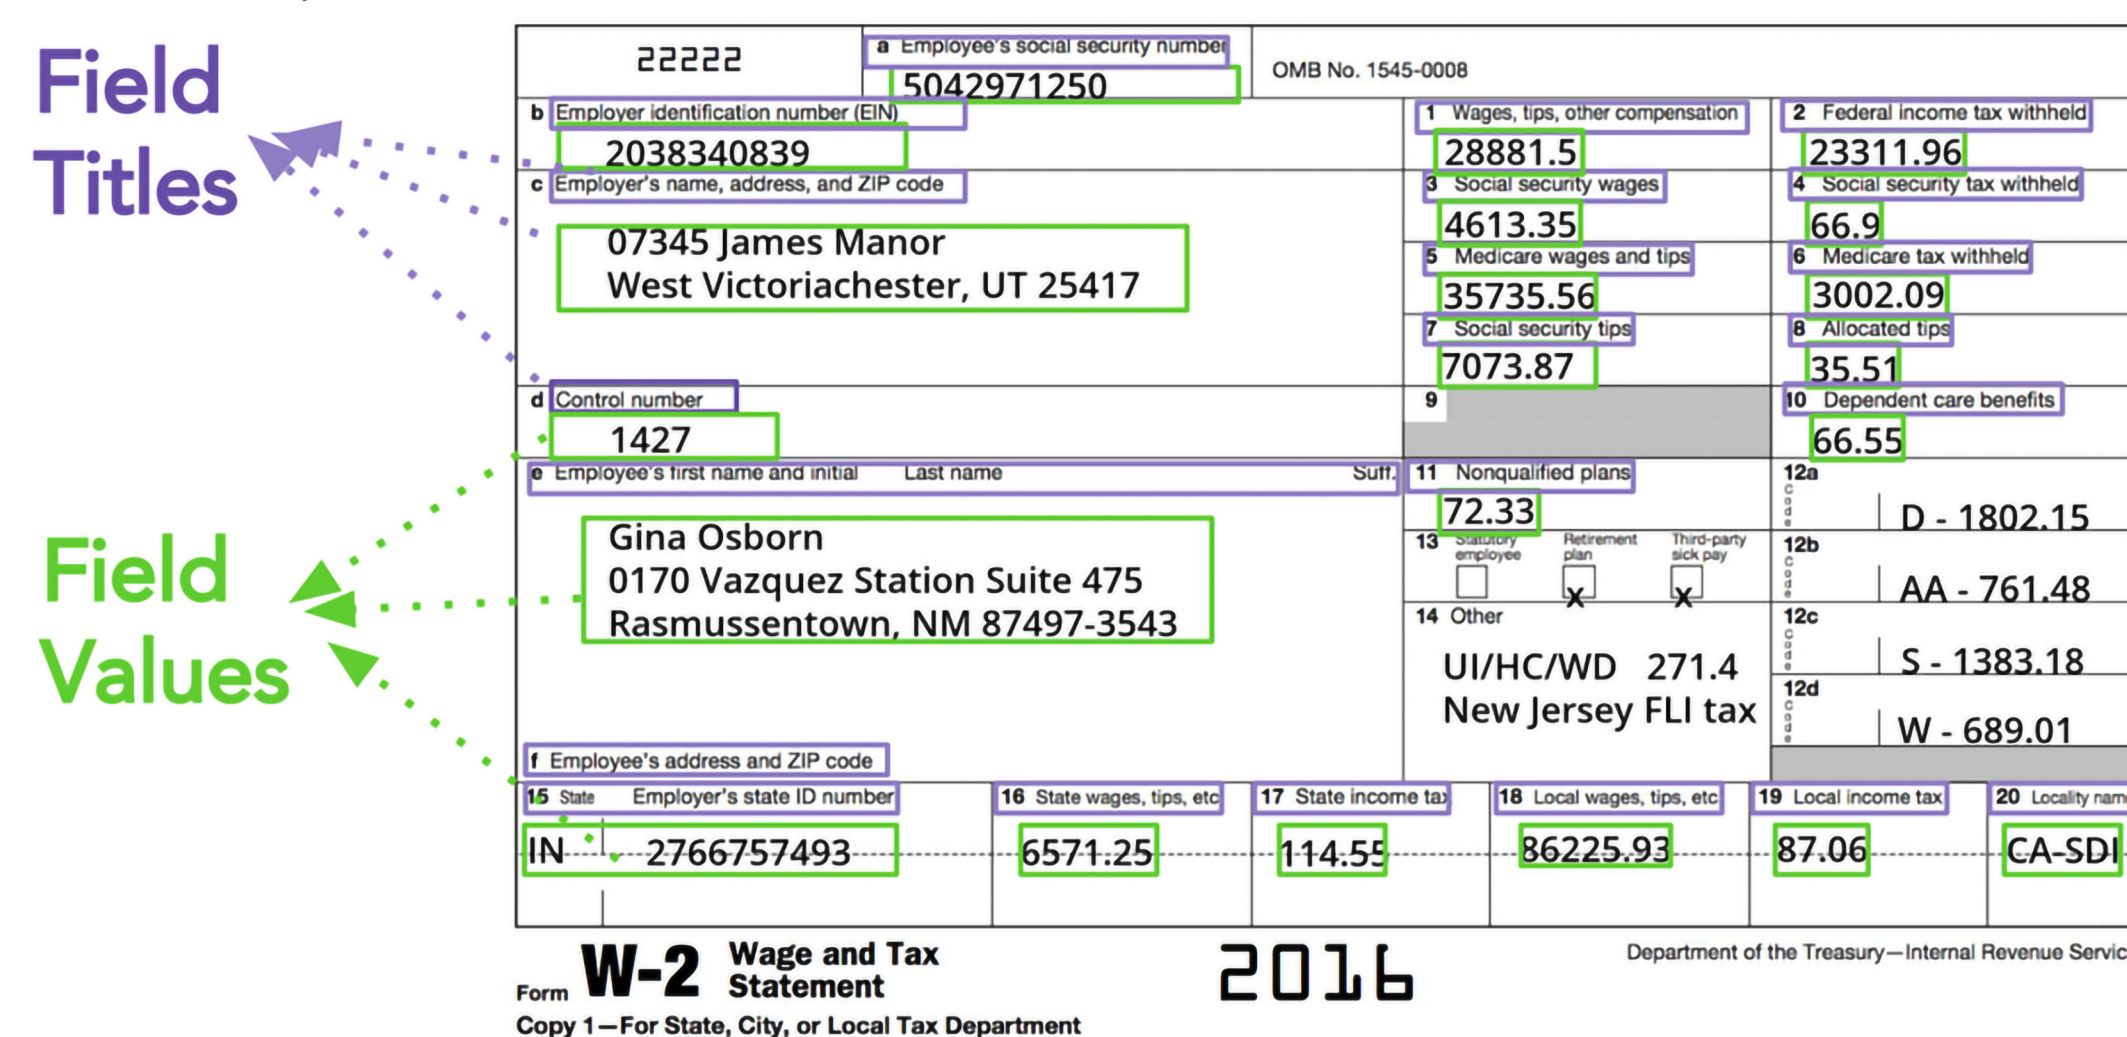 Field
Titles
Field
Values
22222
a Employee's social security number
5042971250
OMB No. 1545-0008
b Employer identification number (EIN)
2038340839
1 Wages, tips, other compensation
28881.5
2 Federal income tax withheld
23311.96
c Employer's name, address, and ZIP code
07345 James Manor
West Victoriachester, UT 25417
3 Social security wages
4613.35
4 Social security tax withheld
66.9
5 Medicare wages and tips
35735.56
6 Medicare tax withheld
3002.09
7 Social security tips
7073.87
8 Allocated tips
35.51
d Control number
1427
9
10 Dependent care benefits
66.55
e Employee's first name and initial Last name Suff.
Gina Osborn
0170 Vazquez Station Suite 475
Rasmussentown, NM 87497-3543
11 Nonqualified plans
72.33
12a
Code
D - 1802.15
13 Statutory employee
Retirement plan
X
Third-party sick pay
X
12b
Code
AA - 761.48
14 Other
UI/HC/WD 271.4
New Jersey FLI tax
12c
Code
S - 1383.18
12d
Code
W - 689.01
f Employee's address and ZIP code
15 State Employer's state ID number
IN 2766757493
16 State wages, tips, etc
6571.25
17 State income tax
114.55
18 Local wages, tips, etc
86225.93
19 Local income tax
87.06
20 Locality nam
CA-SDI
Form W-2 Wage and Tax
Statement
2016
Department of the Treasury—Internal Revenue Servic
Copy 1—For State, City, or Local Tax Department